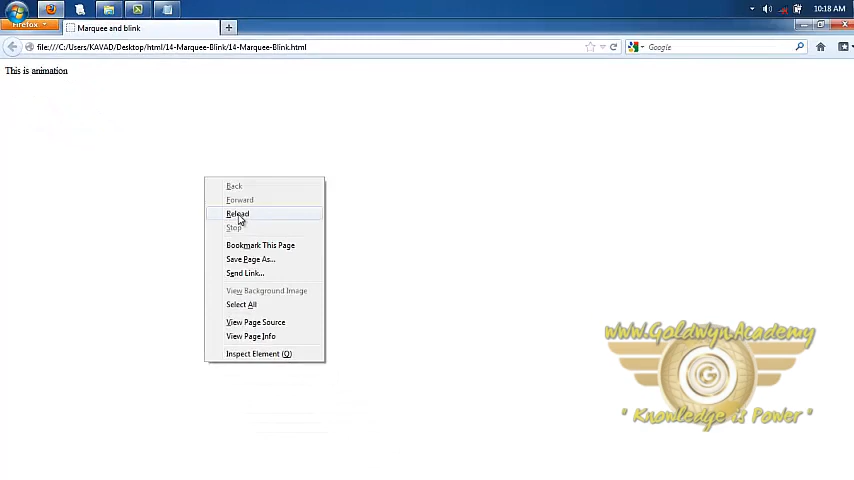 10:18 AM
Firefox
Marquee and blink
file:///C:/Users/KAVAD/Desktop/html/14-Marquee-Blink/14-Marquee-Blink.html
Google
This is animation
Back
Forward
Reload
Stop
Bookmark This Page
Save Page As...
Send Link...
View Background Image
Select All
View Page Source
View Page Info
Inspect Element (Q)
www.GoldwynAcademy
G
" Knowledge is Power "